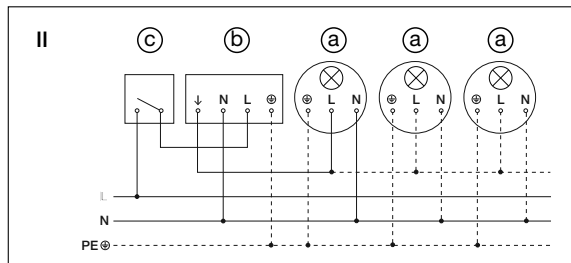 II
c b a a a
↓ N L ⏚ ⏚ L N ⏚ L N ⏚ L N
L
N
PE ⏚